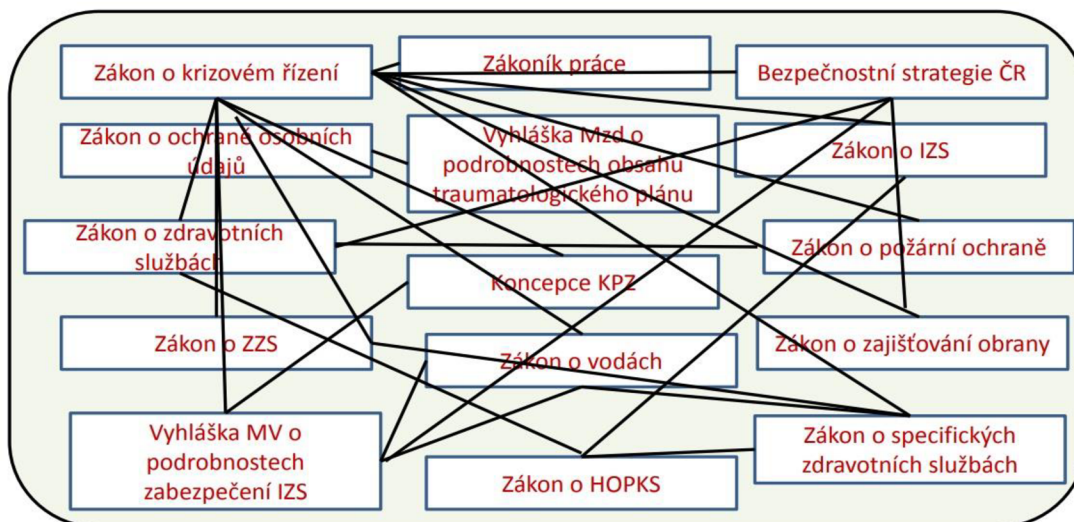 Zákon o krizovém řízení
Zákoník práce
Bezpečnostní strategie ČR
Zákon o ochraně osobních
údajů
Vyhláška Mzd o
podrobnostech obsahu
traumatologického plánu
Zákon o IZS
Zákon o zdravotních
službách
Zákon o požární ochraně
Koncepce KPZ
Zákon o ZZS
Zákon o vodách
Zákon o zajišťování obrany
Vyhláška MV o
podrobnostech
zabezpečení IZS
Zákon o HOPKS
Zákon o specifických
zdravotních službách